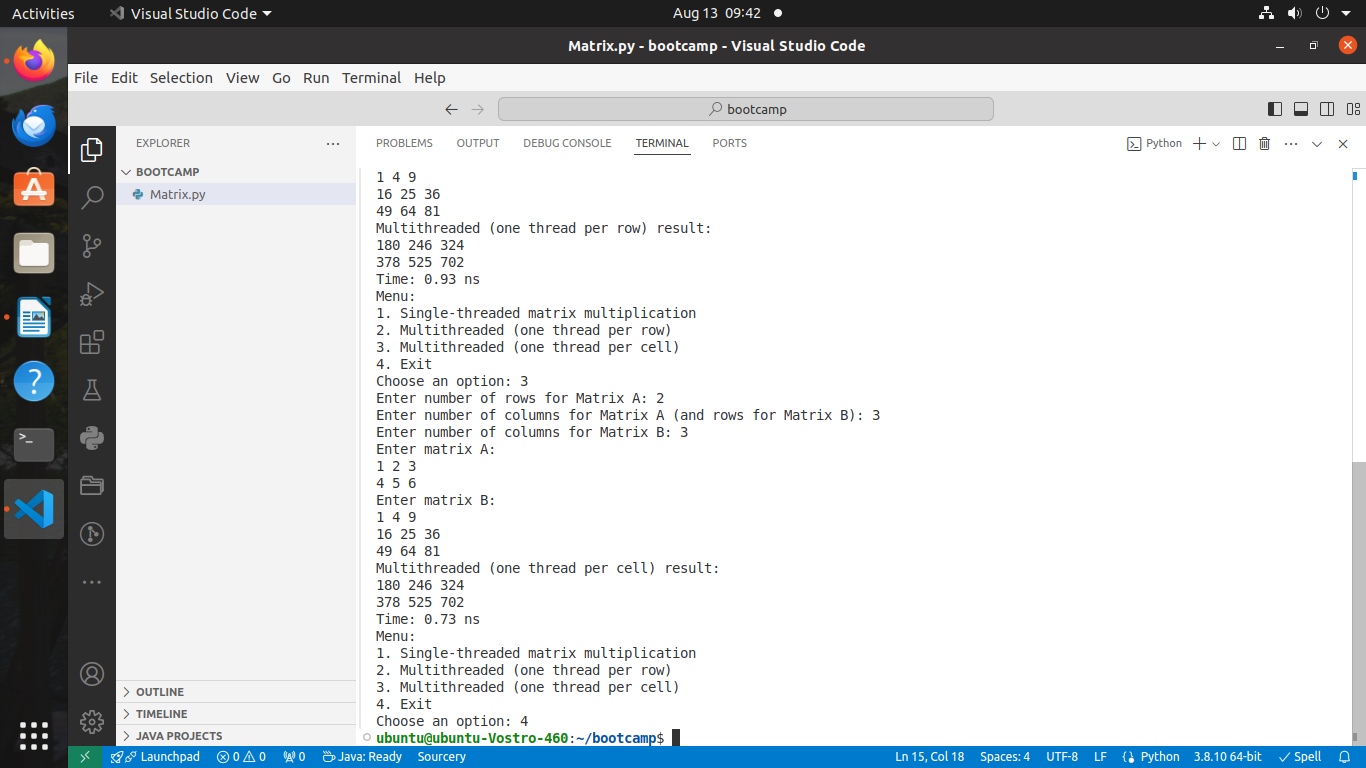 Activities Visual Studio Code Aug 13 09:42
Matrix.py - bootcamp - Visual Studio Code
File Edit Selection View Go Run Terminal Help
bootcamp
EXPLORER
BOOTCAMP
Matrix.py
OUTLINE
TIMELINE
JAVA PROJECTS
PROBLEMS OUTPUT DEBUG CONSOLE TERMINAL PORTS
Python
1 4 9
16 25 36
49 64 81
Multithreaded (one thread per row) result:
180 246 324
378 525 702
Time: 0.93 ns
Menu:
1. Single-threaded matrix multiplication
2. Multithreaded (one thread per row)
3. Multithreaded (one thread per cell)
4. Exit
Choose an option: 3
Enter number of rows for Matrix A: 2
Enter number of columns for Matrix A (and rows for Matrix B): 3
Enter number of columns for Matrix B: 3
Enter matrix A:
1 2 3
4 5 6
Enter matrix B:
1 4 9
16 25 36
49 64 81
Multithreaded (one thread per cell) result:
180 246 324
378 525 702
Time: 0.73 ns
Menu:
1. Single-threaded matrix multiplication
2. Multithreaded (one thread per row)
3. Multithreaded (one thread per cell)
4. Exit
Choose an option: 4
ubuntu@ubuntu-Vostro-460:~/bootcamp$
Launchpad 0 0 0 Java: Ready Sourcery Ln 15, Col 18 Spaces: 4 UTF-8 LF Python 3.8.10 64-bit Spell